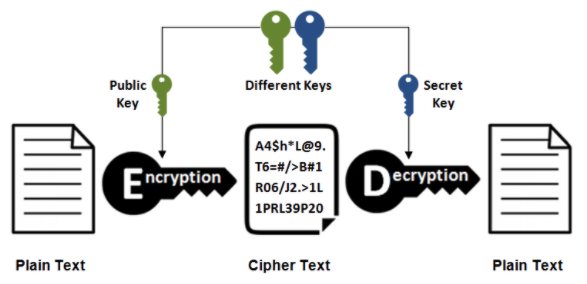 Public
Key
Different Keys
Secret
Key
Encryption
A4$h*L@9.
T6=#/>B#1
R06/J2.>1L
1PRL39P20
Decryption
Plain Text
Cipher Text
Plain Text